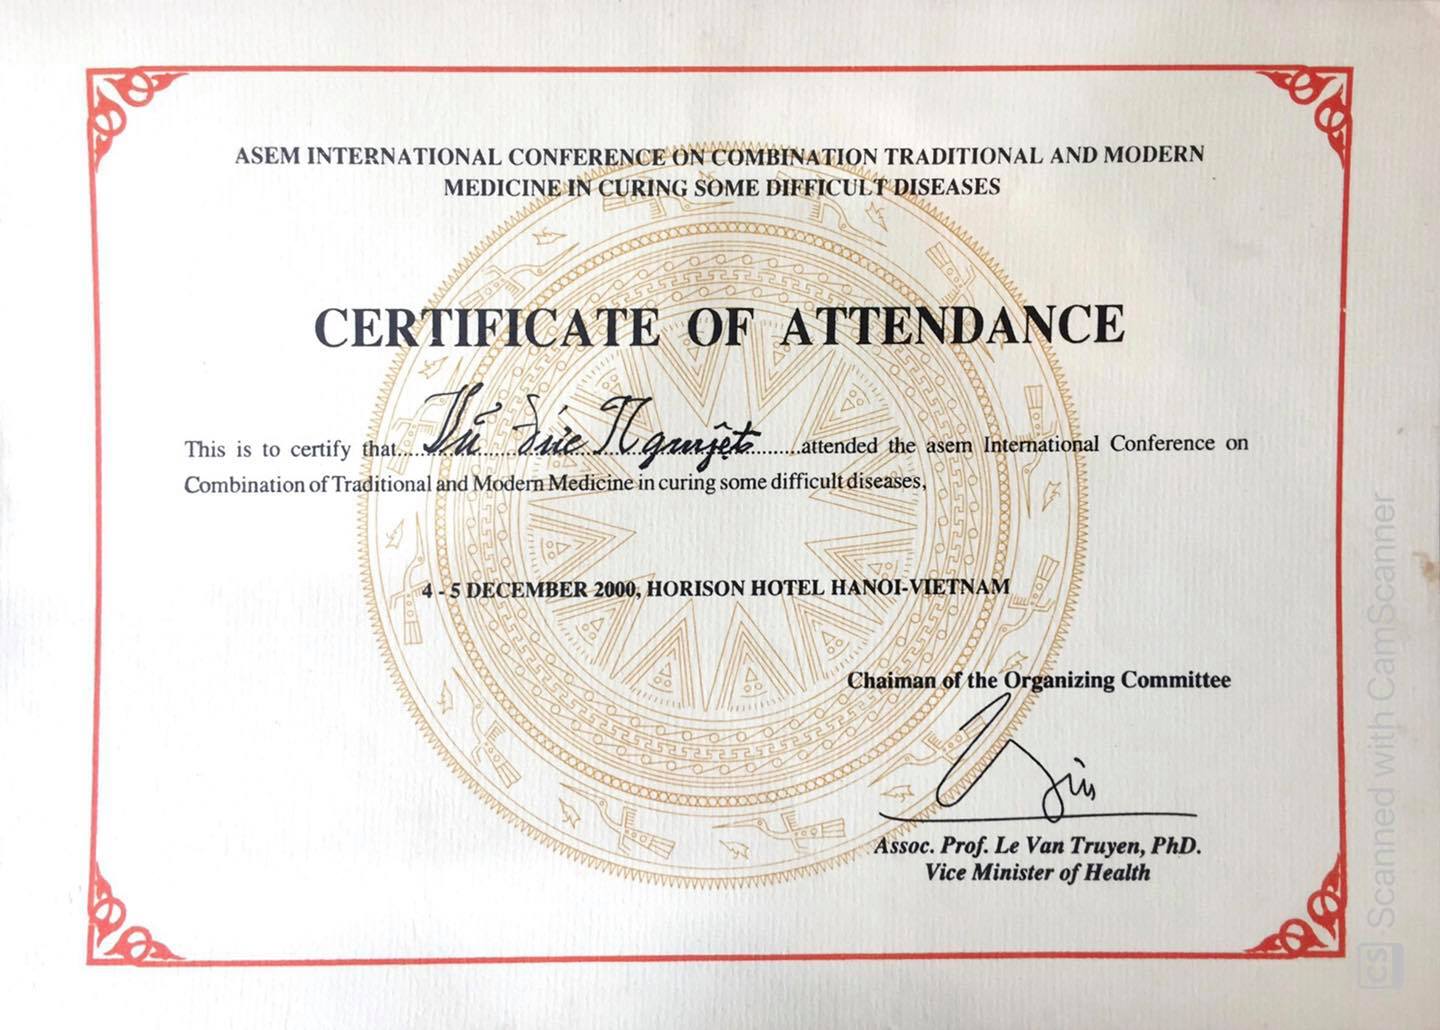 ASEM INTERNATIONAL CONFERENCE ON COMBINATION TRADITIONAL AND MODERN
MEDICINE IN CURING SOME DIFFICULT DISEASES
CERTIFICATE OF ATTENDANCE
This is to certify that.....Vũ Đức Nguyệt.....attended the asem International Conference on
Combination of Traditional and Modern Medicine in curing some difficult diseases,
4 - 5 DECEMBER 2000, HORISON HOTEL HANOI-VIETNAM
Chaiman of the Organizing Committee
Assoc. Prof. Le Van Truyen, PhD.
Vice Minister of Health
CS Scanned with CamScanner